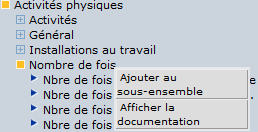 Activités physiques
Activités
Général
Installations au travail
Nombre de fois
Nbre de fois
Ajouter au
sous-ensemble
e
Nbre de fois
.
Nbre de fois
Afficher la
documentation
Nbre de fois